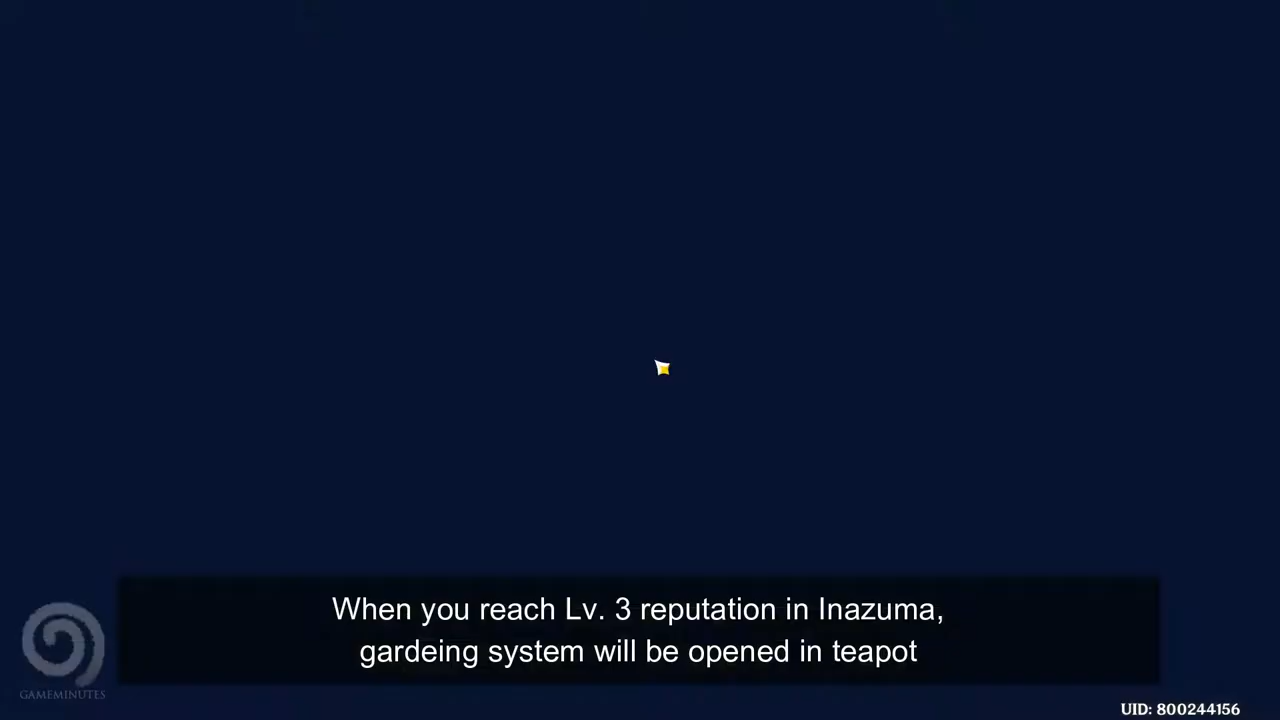 When you reach Lv. 3 reputation in Inazuma,
gardeing system will be opened in teapot
GAMEMINUTES
UID: 800244156